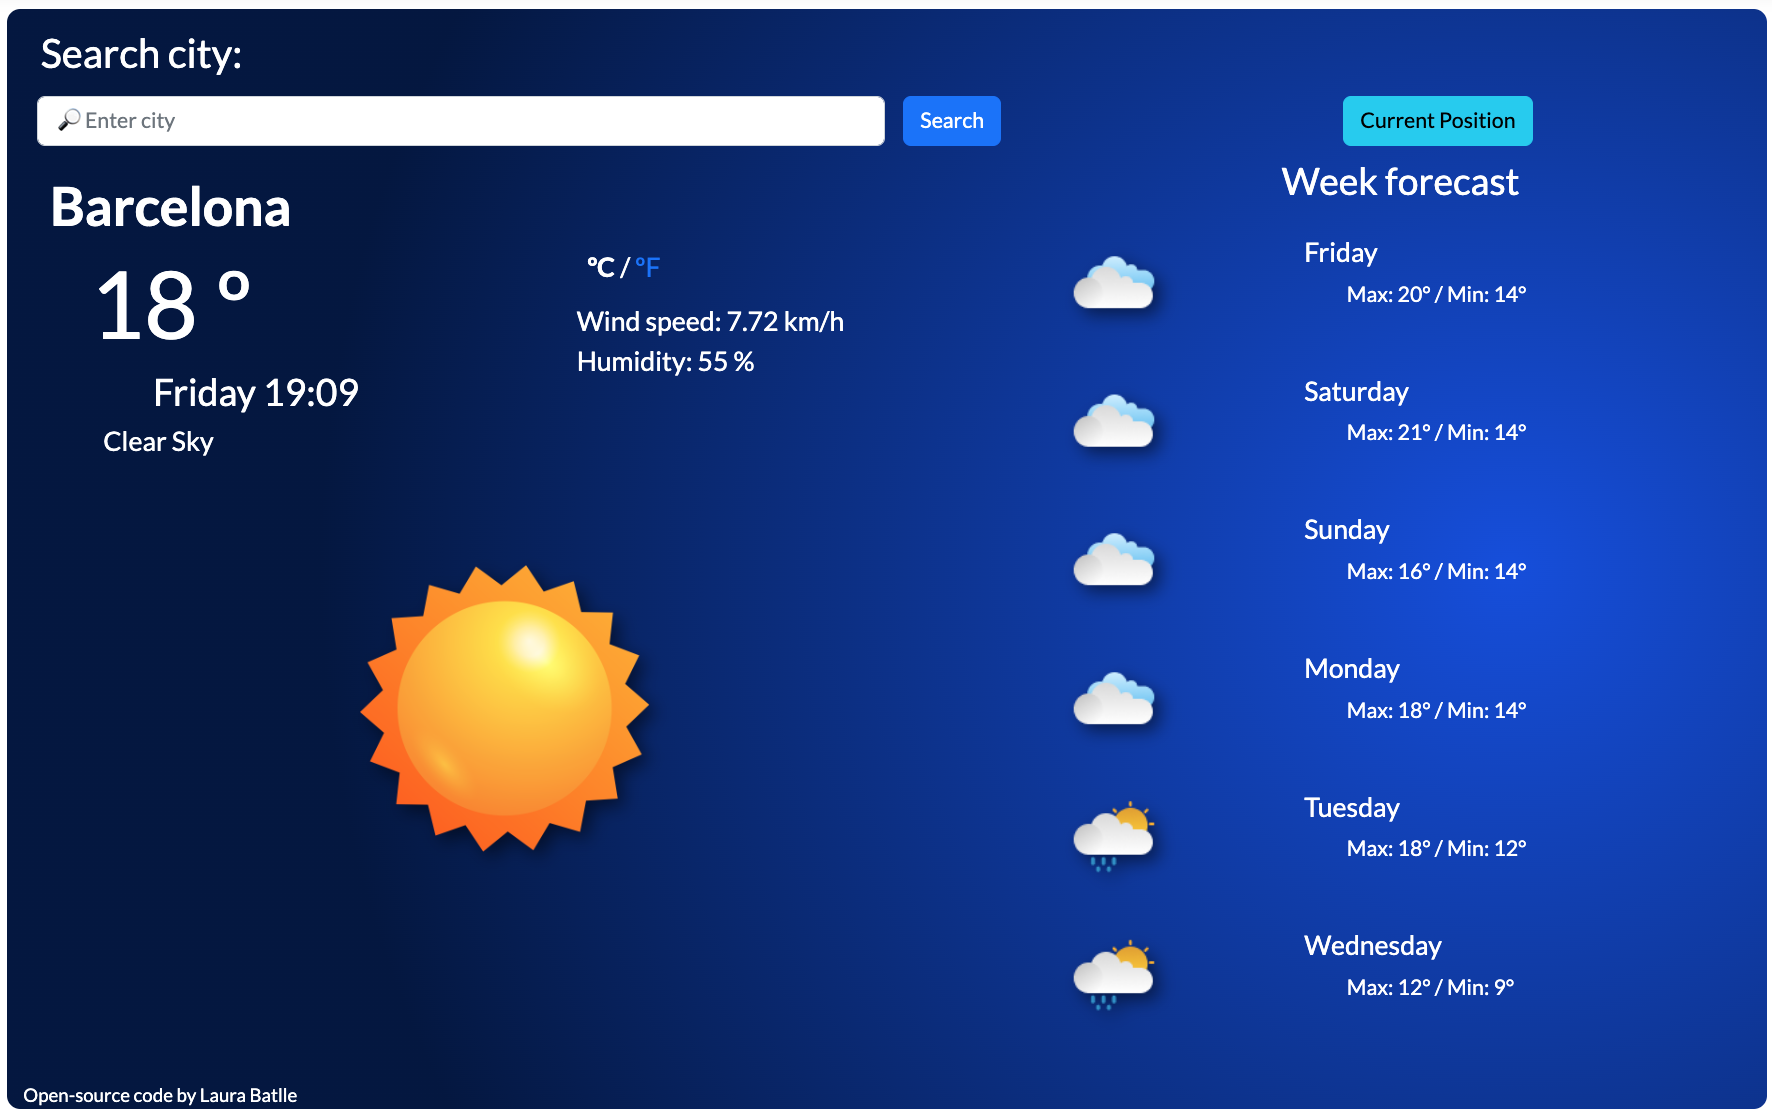 Search city:
Enter city
Search
Current Position
Barcelona
18 °
°C / °F
Wind speed: 7.72 km/h
Humidity: 55 %
Friday 19:09
Clear Sky
Week forecast
Friday
Max: 20° / Min: 14°
Saturday
Max: 21° / Min: 14°
Sunday
Max: 16° / Min: 14°
Monday
Max: 18° / Min: 14°
Tuesday
Max: 18° / Min: 12°
Wednesday
Max: 12° / Min: 9°
Open-source code by Laura Batlle